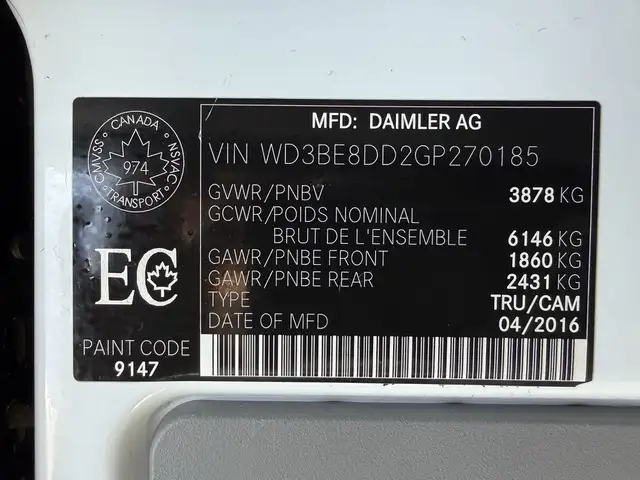 MFD: DAIMLER AG
VIN WD3BE8DD2GP270185
GVWR/PNBV 3878 KG
GCWR/POIDS NOMINAL
BRUT DE L'ENSEMBLE 6146 KG
GAWR/PNBE FRONT 1860 KG
GAWR/PNBE REAR 2431 KG
TYPE TRU/CAM
DATE OF MFD 04/2016
CANADA
CMVSS
NSVAC
974
TRANSPORT
EC
PAINT CODE
9147